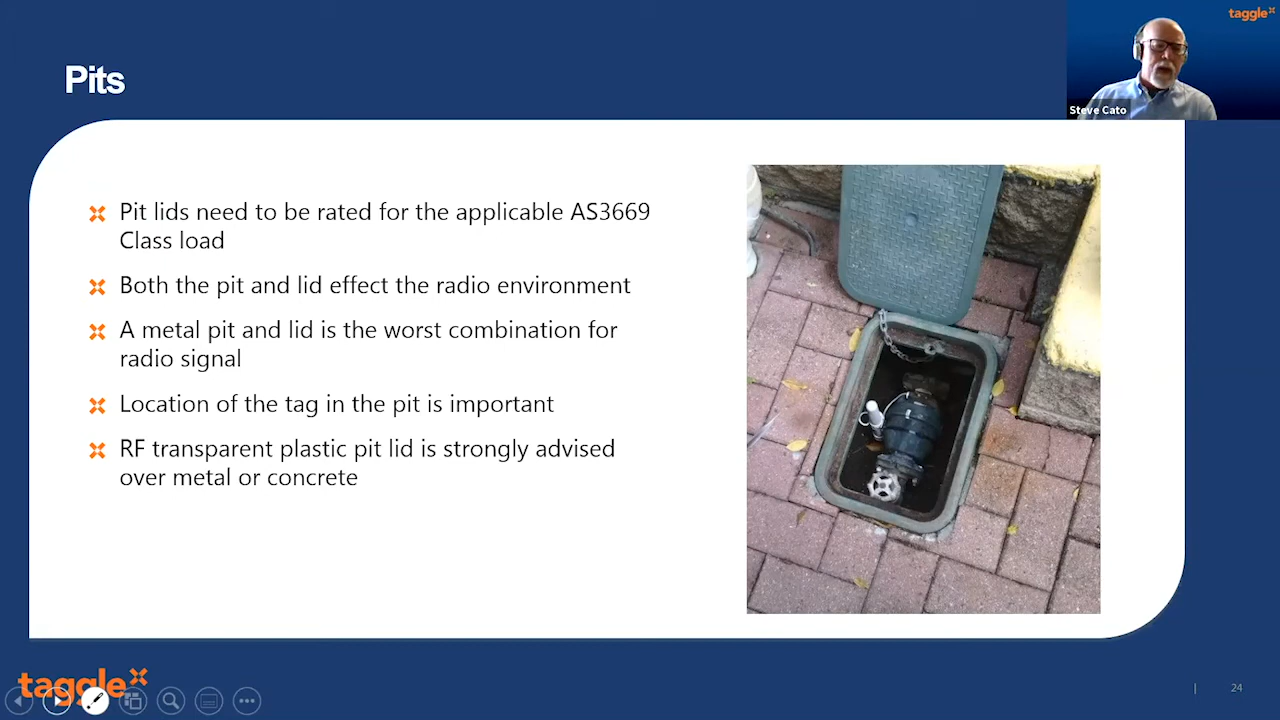 taggle
Steve Cato
Pits
Pit lids need to be rated for the applicable AS3669
Class load
Both the pit and lid effect the radio environment
A metal pit and lid is the worst combination for
radio signal
Location of the tag in the pit is important
RF transparent plastic pit lid is strongly advised
over metal or concrete
taggle
| 24